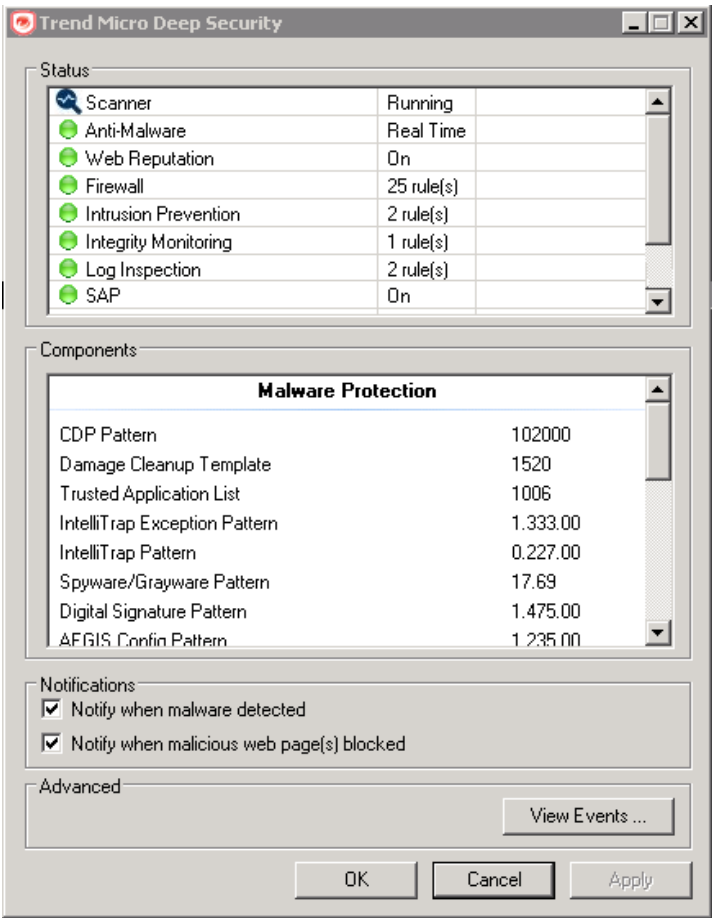 Trend Micro Deep Security
Status
Scanner Running
Anti-Malware Real Time
Web Reputation On
Firewall 25 rule(s)
Intrusion Prevention 2 rule(s)
Integrity Monitoring 1 rule(s)
Log Inspection 2 rule(s)
SAP On
Components
Malware Protection
CDP Pattern 102000
Damage Cleanup Template 1520
Trusted Application List 1006
IntelliTrap Exception Pattern 1.333.00
IntelliTrap Pattern 0.227.00
Spyware/Grayware Pattern 17.69
Digital Signature Pattern 1.475.00
AEGIS Config Pattern 1.235.00
Notifications
Notify when malware detected
Notify when malicious web page(s) blocked
Advanced
View Events ...
OK Cancel Apply